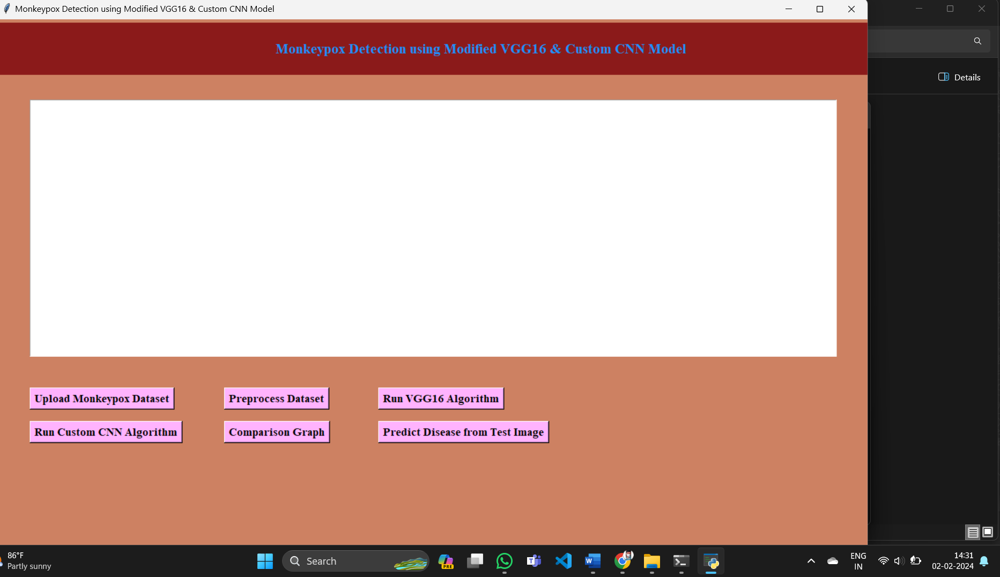 Monkeypox Detection using Modified VGG16 & Custom CNN Model
Monkeypox Detection using Modified VGG16 & Custom CNN Model
Details
Upload Monkeypox Dataset
Preprocess Dataset
Run VGG16 Algorithm
Run Custom CNN Algorithm
Comparison Graph
Predict Disease from Test Image
86°F
Partly sunny
Search
PRE
ENG
IN
14:31
02-02-2024